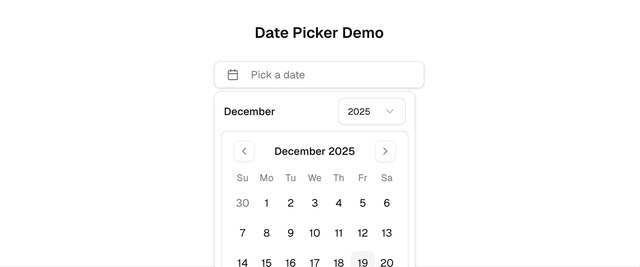 Date Picker Demo
Pick a date
December 2025
December 2025
Su Mo Tu We Th Fr Sa
30 1 2 3 4 5 6
7 8 9 10 11 12 13
14 15 16 17 18 19 20